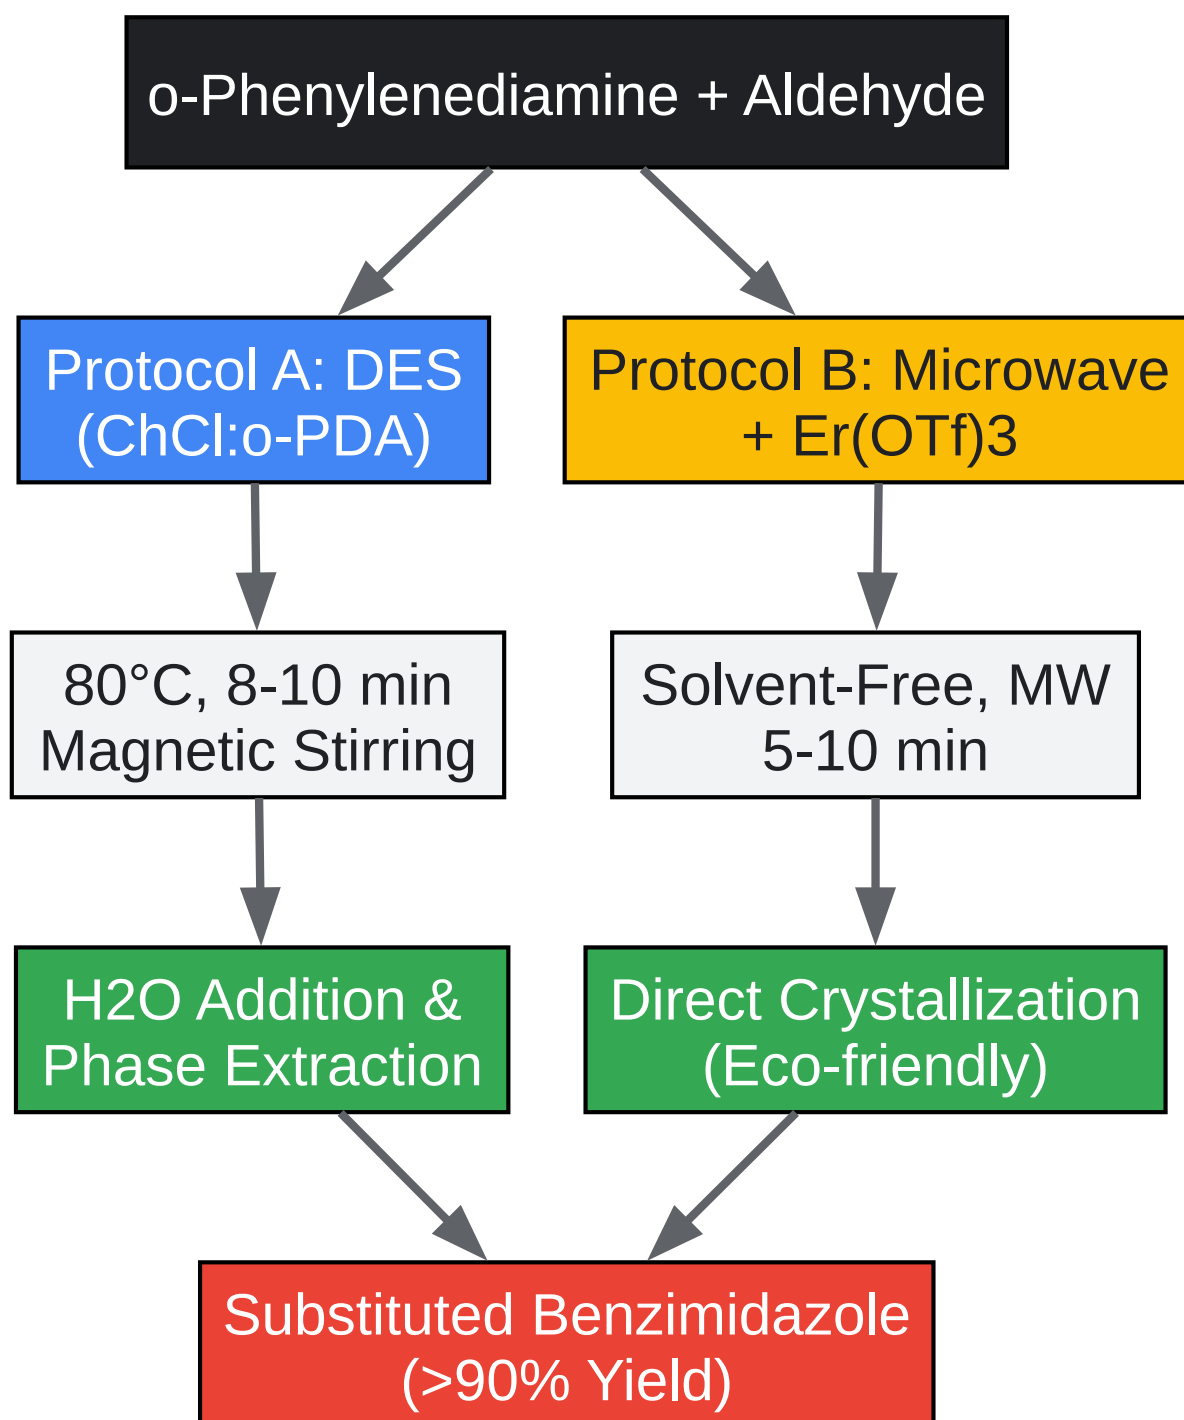 o-Phenylenediamine + Aldehyde
Protocol A: DES
(ChCl:o-PDA)
Protocol B: Microwave
+ Er(OTf)3
80°C, 8-10 min
Magnetic Stirring
Solvent-Free, MW
5-10 min
H2O Addition &
Phase Extraction
Direct Crystallization
(Eco-friendly)
Substituted Benzimidazole
(>90% Yield)